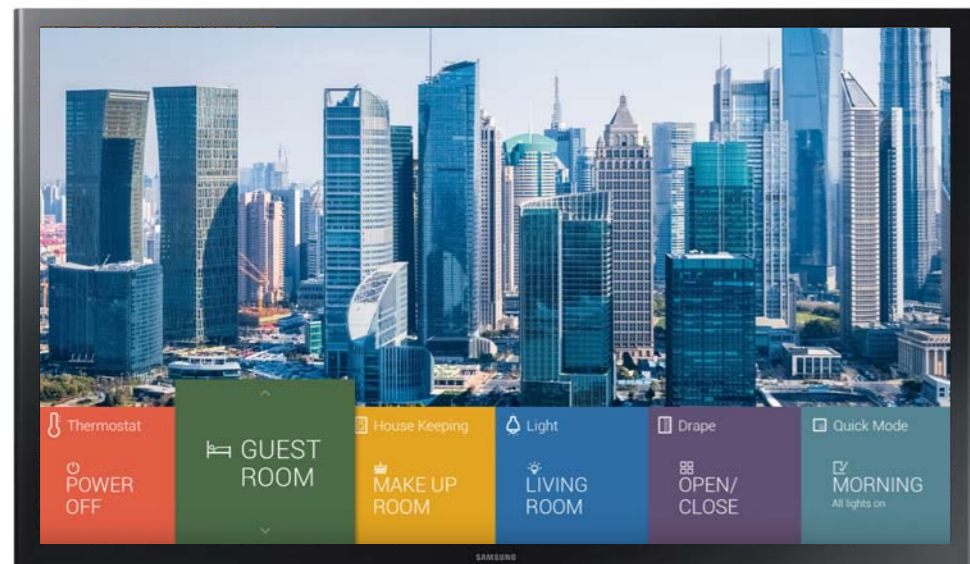 Thermostat
POWER
OFF
GUEST
ROOM
House Keeping
MAKE UP
ROOM
Light
LIVING
ROOM
Drape
OPEN/
CLOSE
Quick Mode
MORNING
All lights on
SAMSUNG